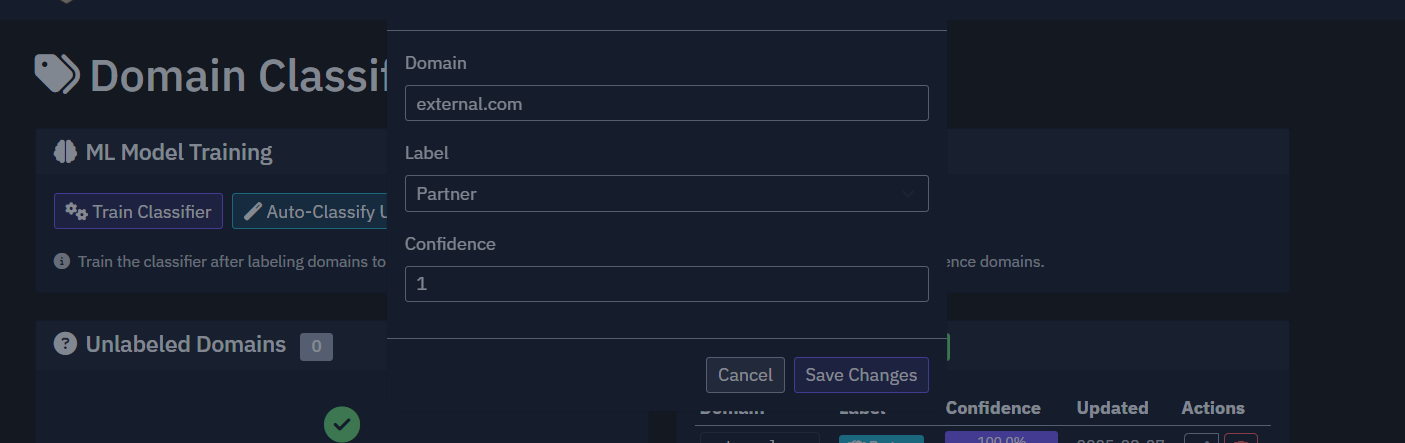 Domain Classif
ML Model Training
Train Classifier
Auto-Classify U
Train the classifier after labeling domains to
ence domains.
Unlabeled Domains 0
Domain
external.com
Label
Partner
Confidence
1
Cancel
Save Changes
Domain Label Confidence Updated Actions
100.0%